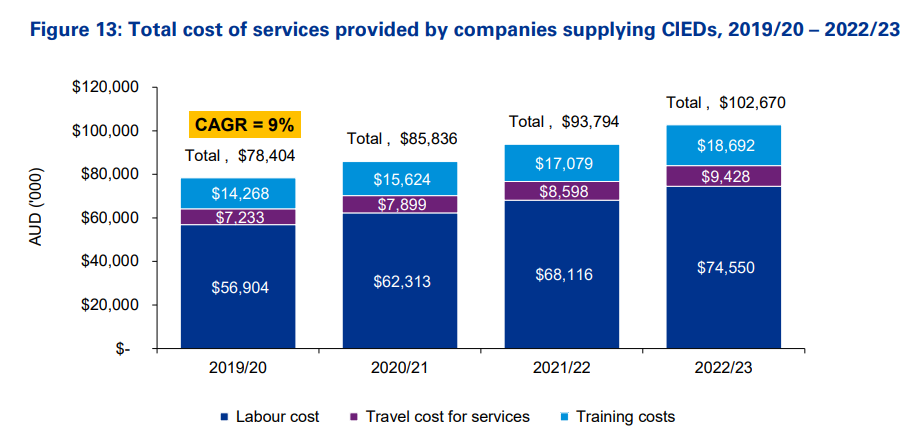 Figure 13: Total cost of services provided by companies supplying CIEDs, 2019/20 – 2022/23
AUD ('000)
$120,000
$100,000
$80,000
$60,000
$40,000
$20,000
$-
CAGR = 9%
Total , $78,404
$14,268
$7,233
$56,904
Total , $85,836
$15,624
$7,899
$62,313
Total , $93,794
$17,079
$8,598
$68,116
Total , $102,670
$18,692
$9,428
$74,550
2019/20
2020/21
2021/22
2022/23
Labour cost
Travel cost for services
Training costs